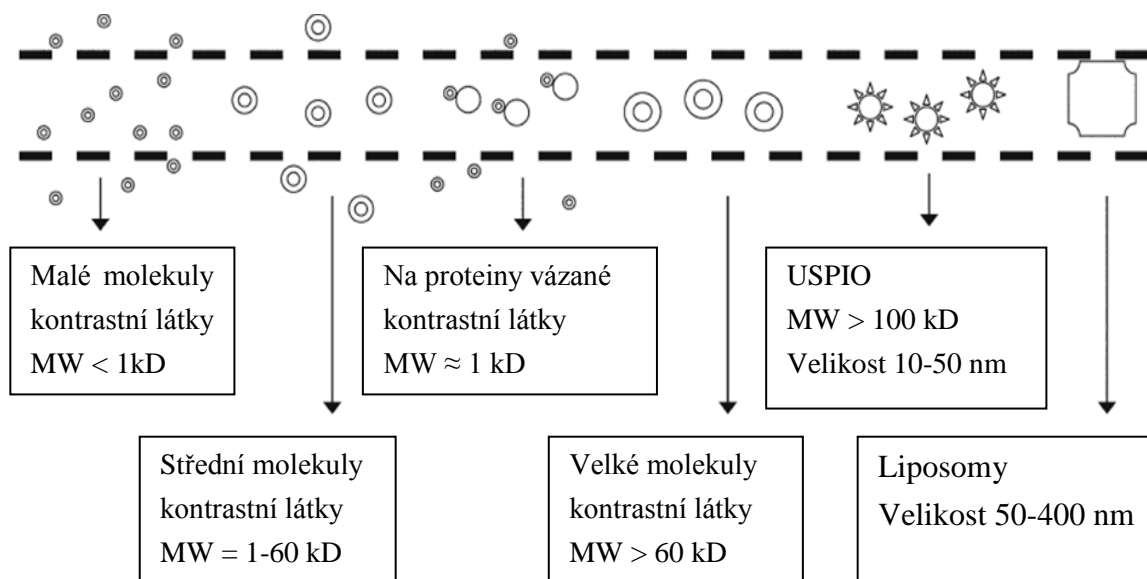 Malé molekuly
kontrastní látky
MW < 1kD
Na proteiny vázané
kontrastní látky
MW ≈ 1 kD
USPIO
MW > 100 kD
Velikost 10-50 nm
Střední molekuly
kontrastní látky
MW = 1-60 kD
Velké molekuly
kontrastní látky
MW > 60 kD
Liposomy
Velikost 50-400 nm